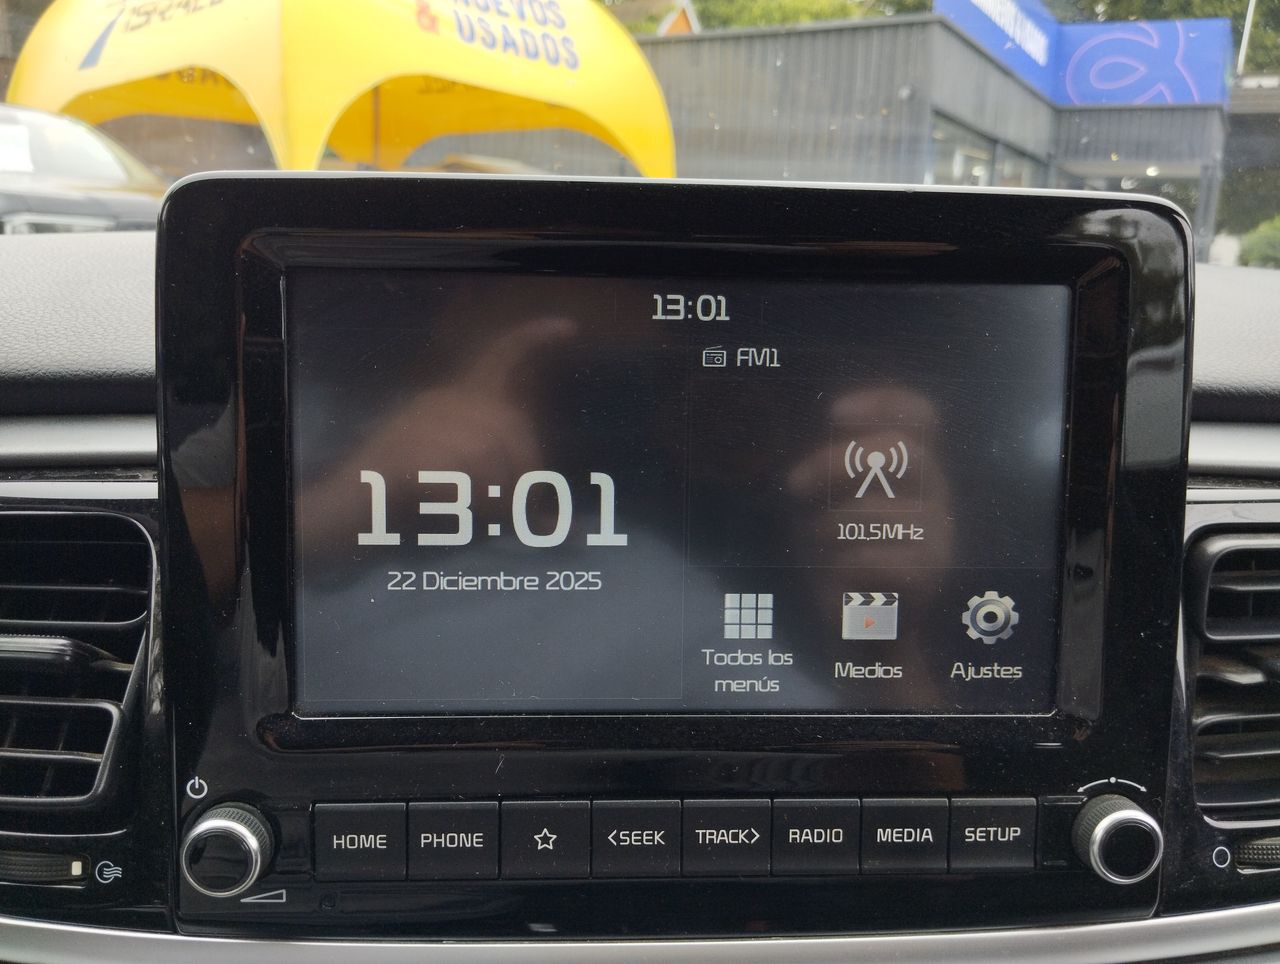 NUEVOS
& USADOS
13:01
FM1
13:01
22 Diciembre 2025
101.5MHz
Todos los
menús
Medios
Ajustes
HOME
PHONE
<SEEK
TRACK>
RADIO
MEDIA
SETUP